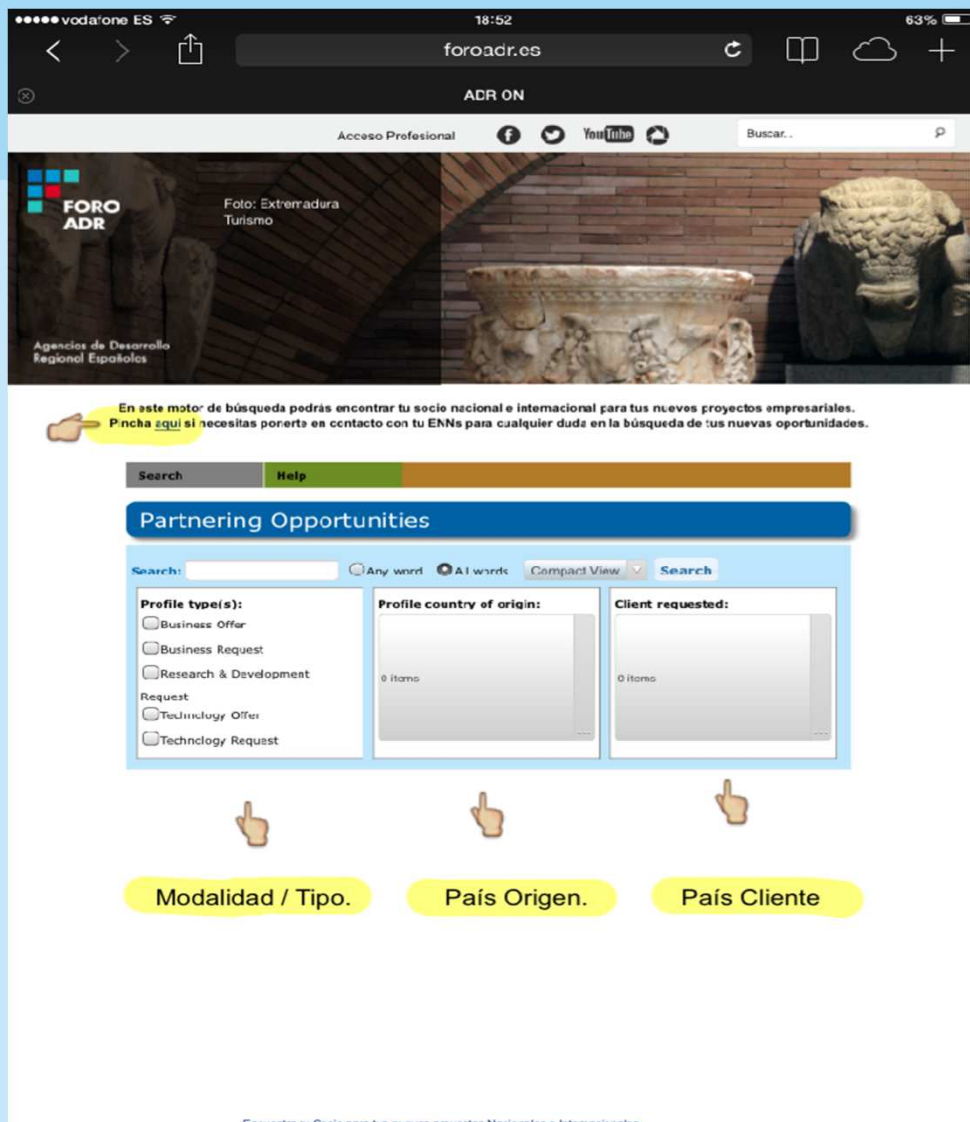 vodafone ES
18:52
63%
foroadr.es
ADR ON
Acceso Profesional
YouTube
Buscar..
FORO
ADR
Foto: Extremadura
Turismo
Agencias de Desarrollo
Regional Españolas
En este motor de búsqueda podrás encontrar tu socio nacional e internacional para tus nuevos proyectos empresariales.
Pincha aquí si necesitas ponerte en contacto con tu ENNs para cualquier duda en la búsqueda de tus nuevas oportunidades.
Search Help
Partnering Opportunities
Search: Any word All words Compact View Search
Profile type(s):
Business Offer
Business Request
Research & Development
Request
Technology Offer
Technology Request
Profile country of origin:
0 items
Client requested:
0 items
Modalidad / Tipo. País Origen. País Cliente